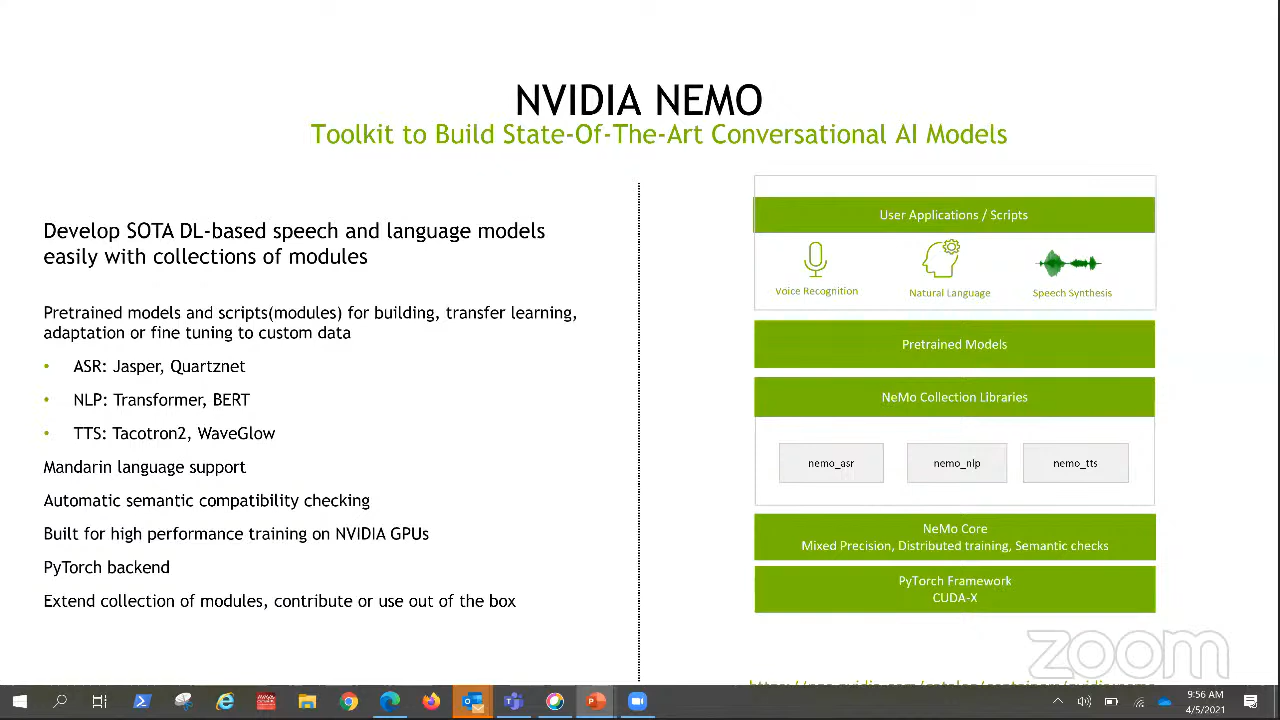 NVIDIA NEMO
Toolkit to Build State-Of-The-Art Conversational AI Models
Develop SOTA DL-based speech and language models
easily with collections of modules
Pretrained models and scripts(modules) for building, transfer learning,
adaptation or fine tuning to custom data
• ASR: Jasper, Quartznet
• NLP: Transformer, BERT
• TTS: Tacotron2, WaveGlow
Mandarin language support
Automatic semantic compatibility checking
Built for high performance training on NVIDIA GPUs
PyTorch backend
Extend collection of modules, contribute or use out of the box
User Applications / Scripts
Voice Recognition
Natural Language
Speech Synthesis
Pretrained Models
NeMo Collection Libraries
nemo_asr
nemo_nlp
nemo_tts
NeMo Core
Mixed Precision, Distributed training, Semantic checks
PyTorch Framework
CUDA-X
zoom
9:56 AM
4/5/2021